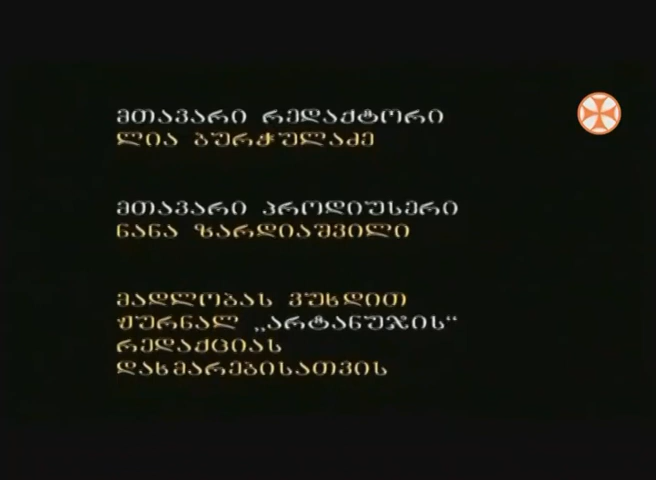 მთავარი რედაქტორი
ლია ბურჭულაძე
მთავარი პროდიუსერი
ნანა ზარდიაშვილი
მადლობას ვუხდით
ჟურნალ „არტანუჯის“
რედაქციას
დახმარებისათვის